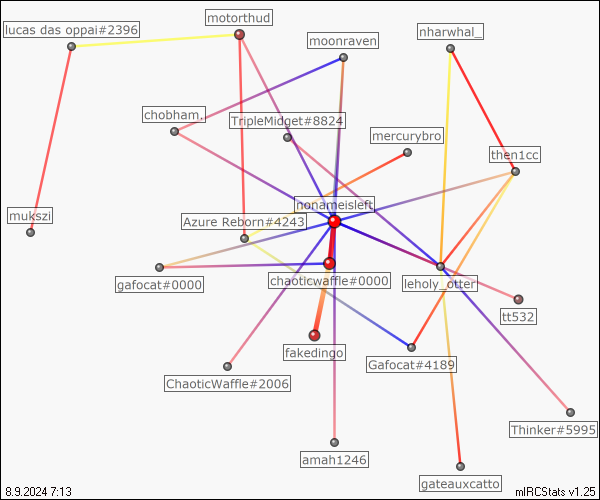 motorthud
lucas das oppai#2396
nharwhal_
moonraven
chobham.
TripleMidget#8824
mercurybro
then1cc
nonameisleft
mukszi
Azure Reborn#4243
gafocat#0000
chaoticwaffle#0000
leholy_otter
tt532
fakedingo
Gafocat#4189
ChaoticWaffle#2006
Thinker#5995
amah1246
gateauxcatto
8.9.2024 7:13
mIRCStats v1.25